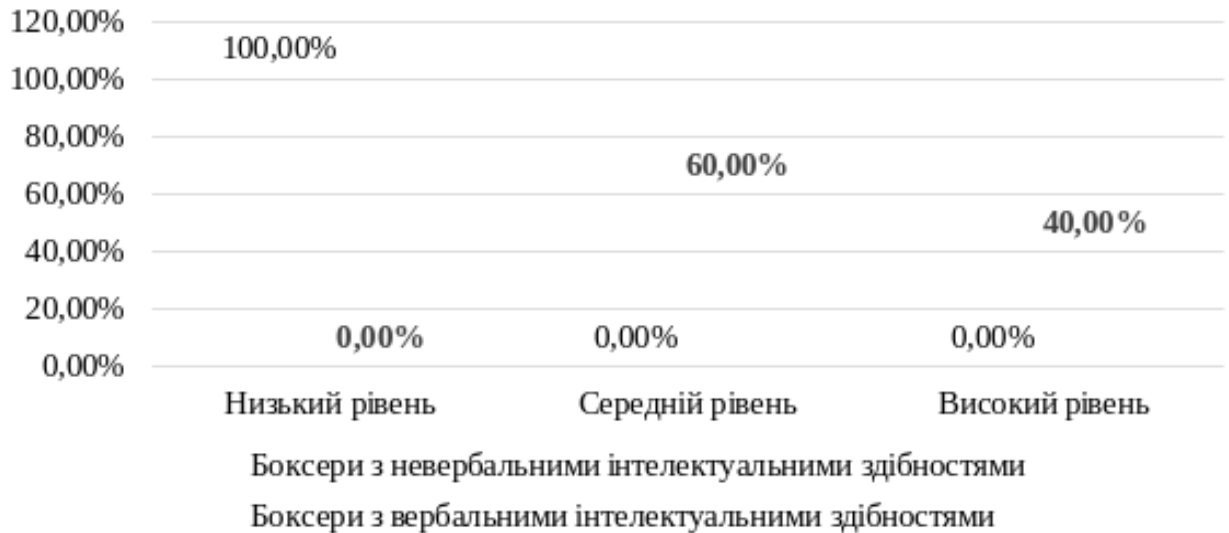 120,00%
100,00%
100,00%
80,00%
60,00%
60,00%
40,00%
40,00%
20,00%
0,00% 0,00% 0,00%
0,00%
Низький рівень Середній рівень Високий рівень
Боксери з невербальними інтелектуальними здібностями
Боксери з вербальними інтелектуальними здібностями